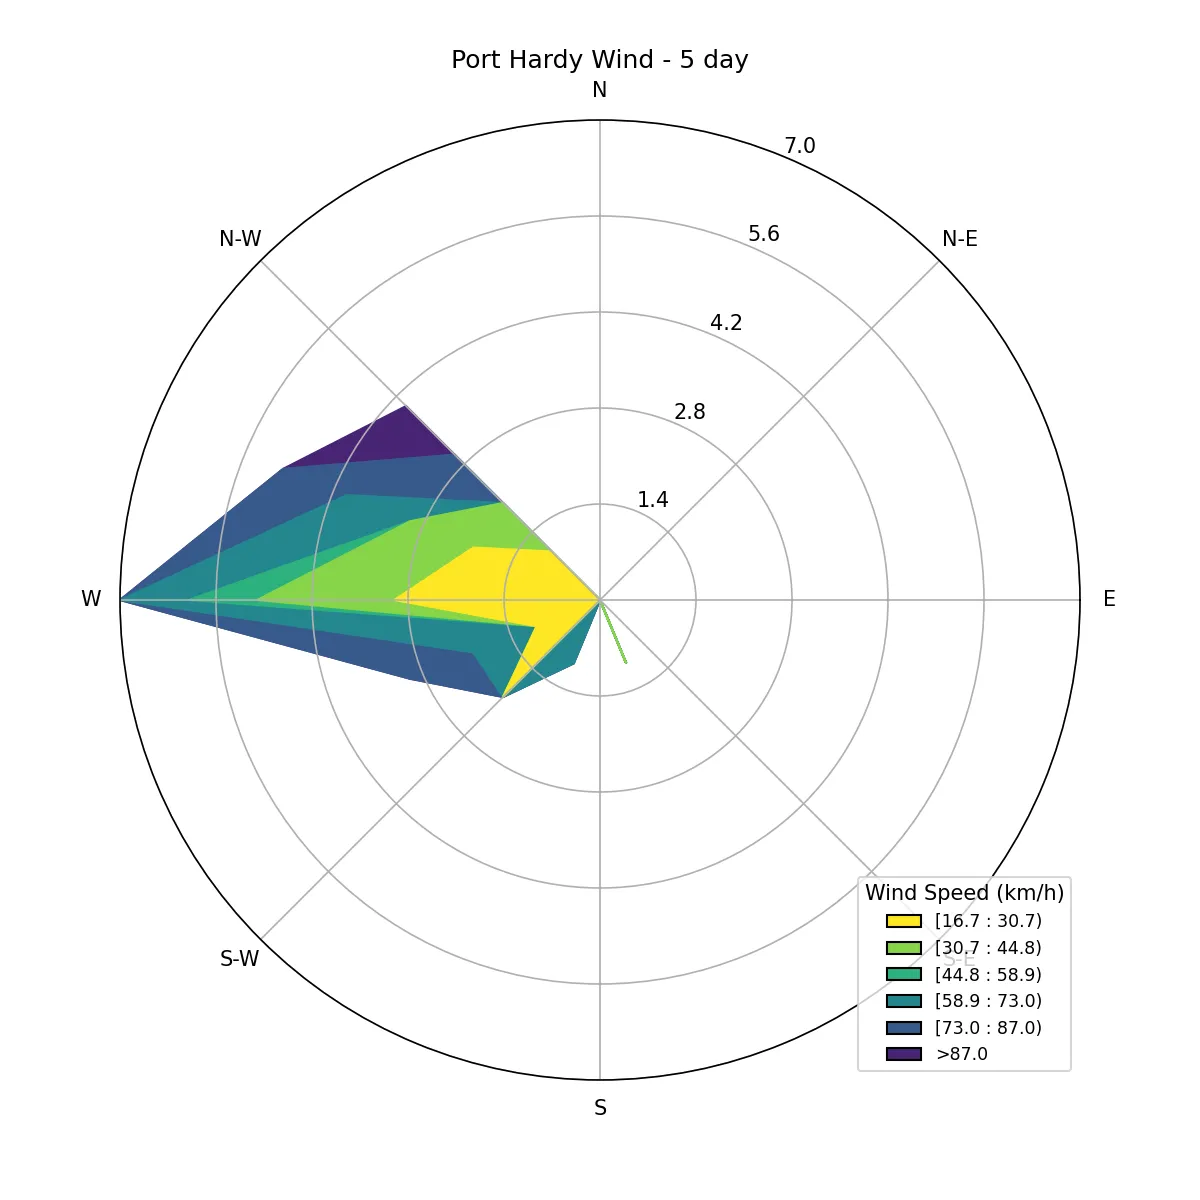 Port Hardy Wind - 5 day
N
7.0
N-W
5.6
N-E
4.2
2.8
1.4
W
E
S-W
S-E
S
Wind Speed (km/h)
[16.7 : 30.7)
[30.7 : 44.8)
[44.8 : 58.9)
[58.9 : 73.0)
[73.0 : 87.0)
>87.0